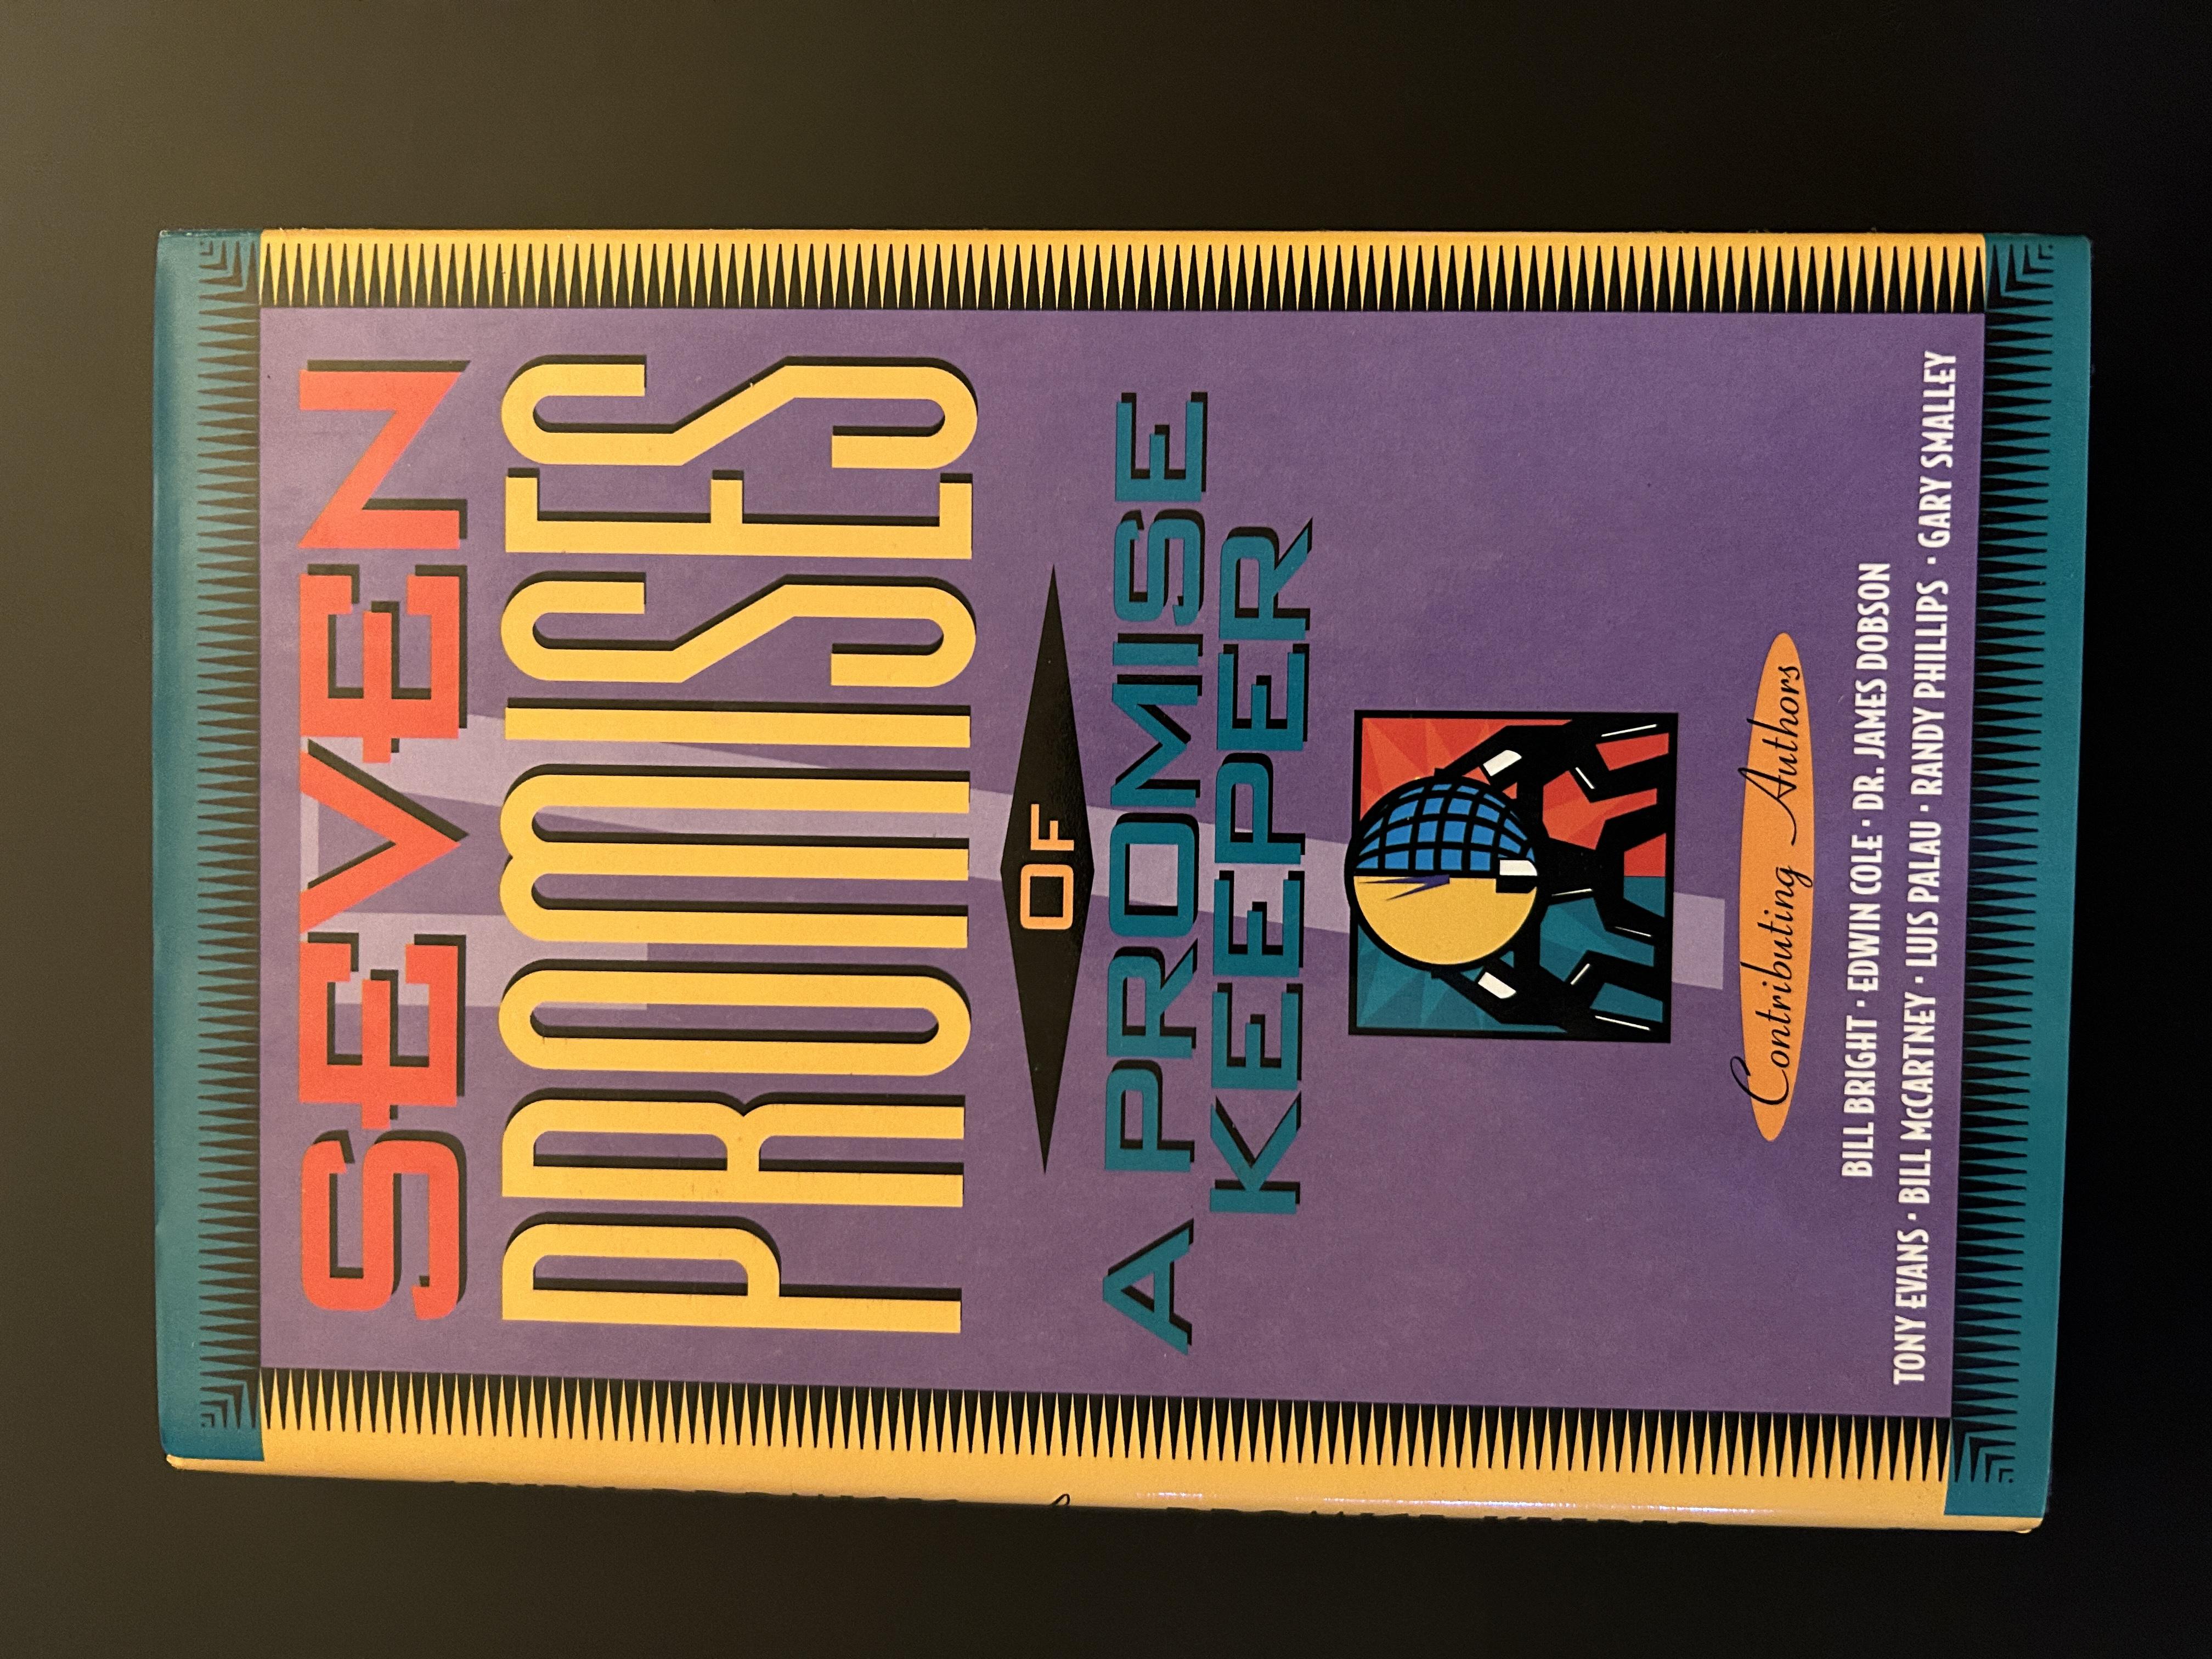 SEVEN
PROMISES
OF
A PROMISE
KEEPER
Contributing Authors
BILL BRIGHT · EDWIN COLE · DR. JAMES DOBSON
TONY EVANS · BILL McCARTNEY · LUIS PALAU · RANDY PHILLIPS · GARY SMALLEY